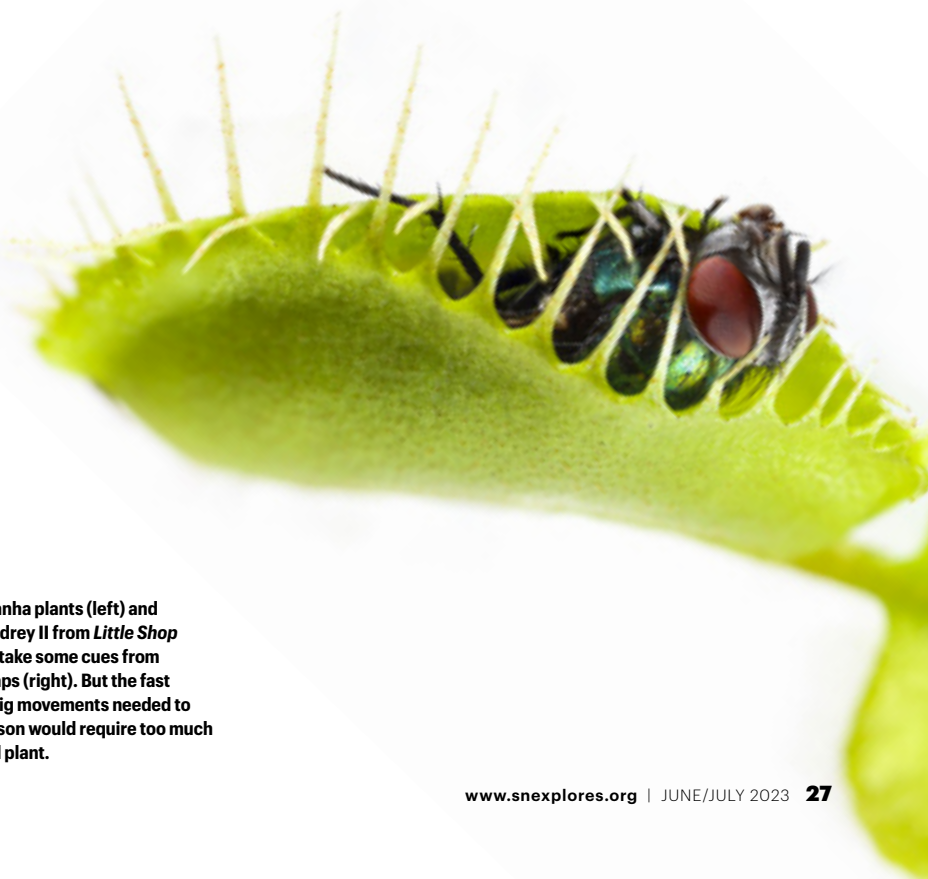 anha plants (left) and
drey II from Little Shop
take some cues from
ps (right). But the fast
ig movements needed to
son would require too much
l plant.
www.snexplores.org | JUNE/JULY 2023 27